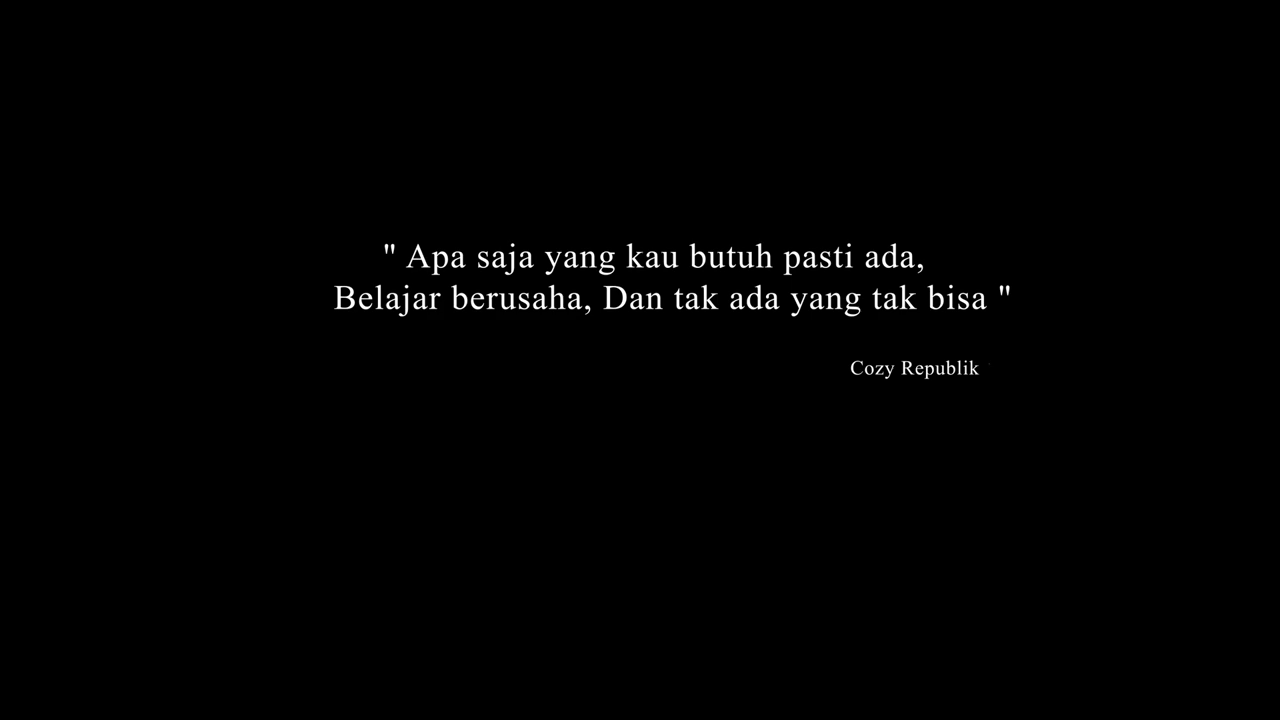 " Apa saja yang kau butuh pasti ada,
Belajar berusaha, Dan tak ada yang tak bisa "
Cozy Republik